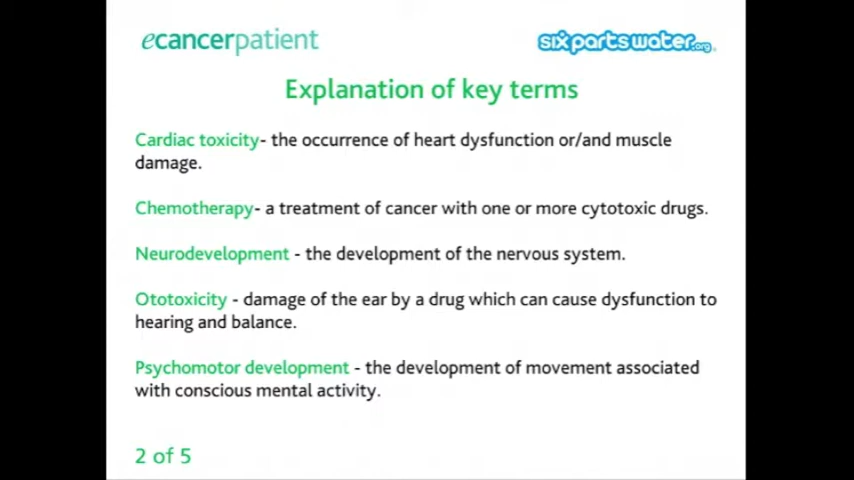 ecancerpatient
sixpartswater.org
Explanation of key terms
Cardiac toxicity- the occurrence of heart dysfunction or/and muscle
damage.
Chemotherapy- a treatment of cancer with one or more cytotoxic drugs.
Neurodevelopment - the development of the nervous system.
Ototoxicity - damage of the ear by a drug which can cause dysfunction to
hearing and balance.
Psychomotor development - the development of movement associated
with conscious mental activity.
2 of 5